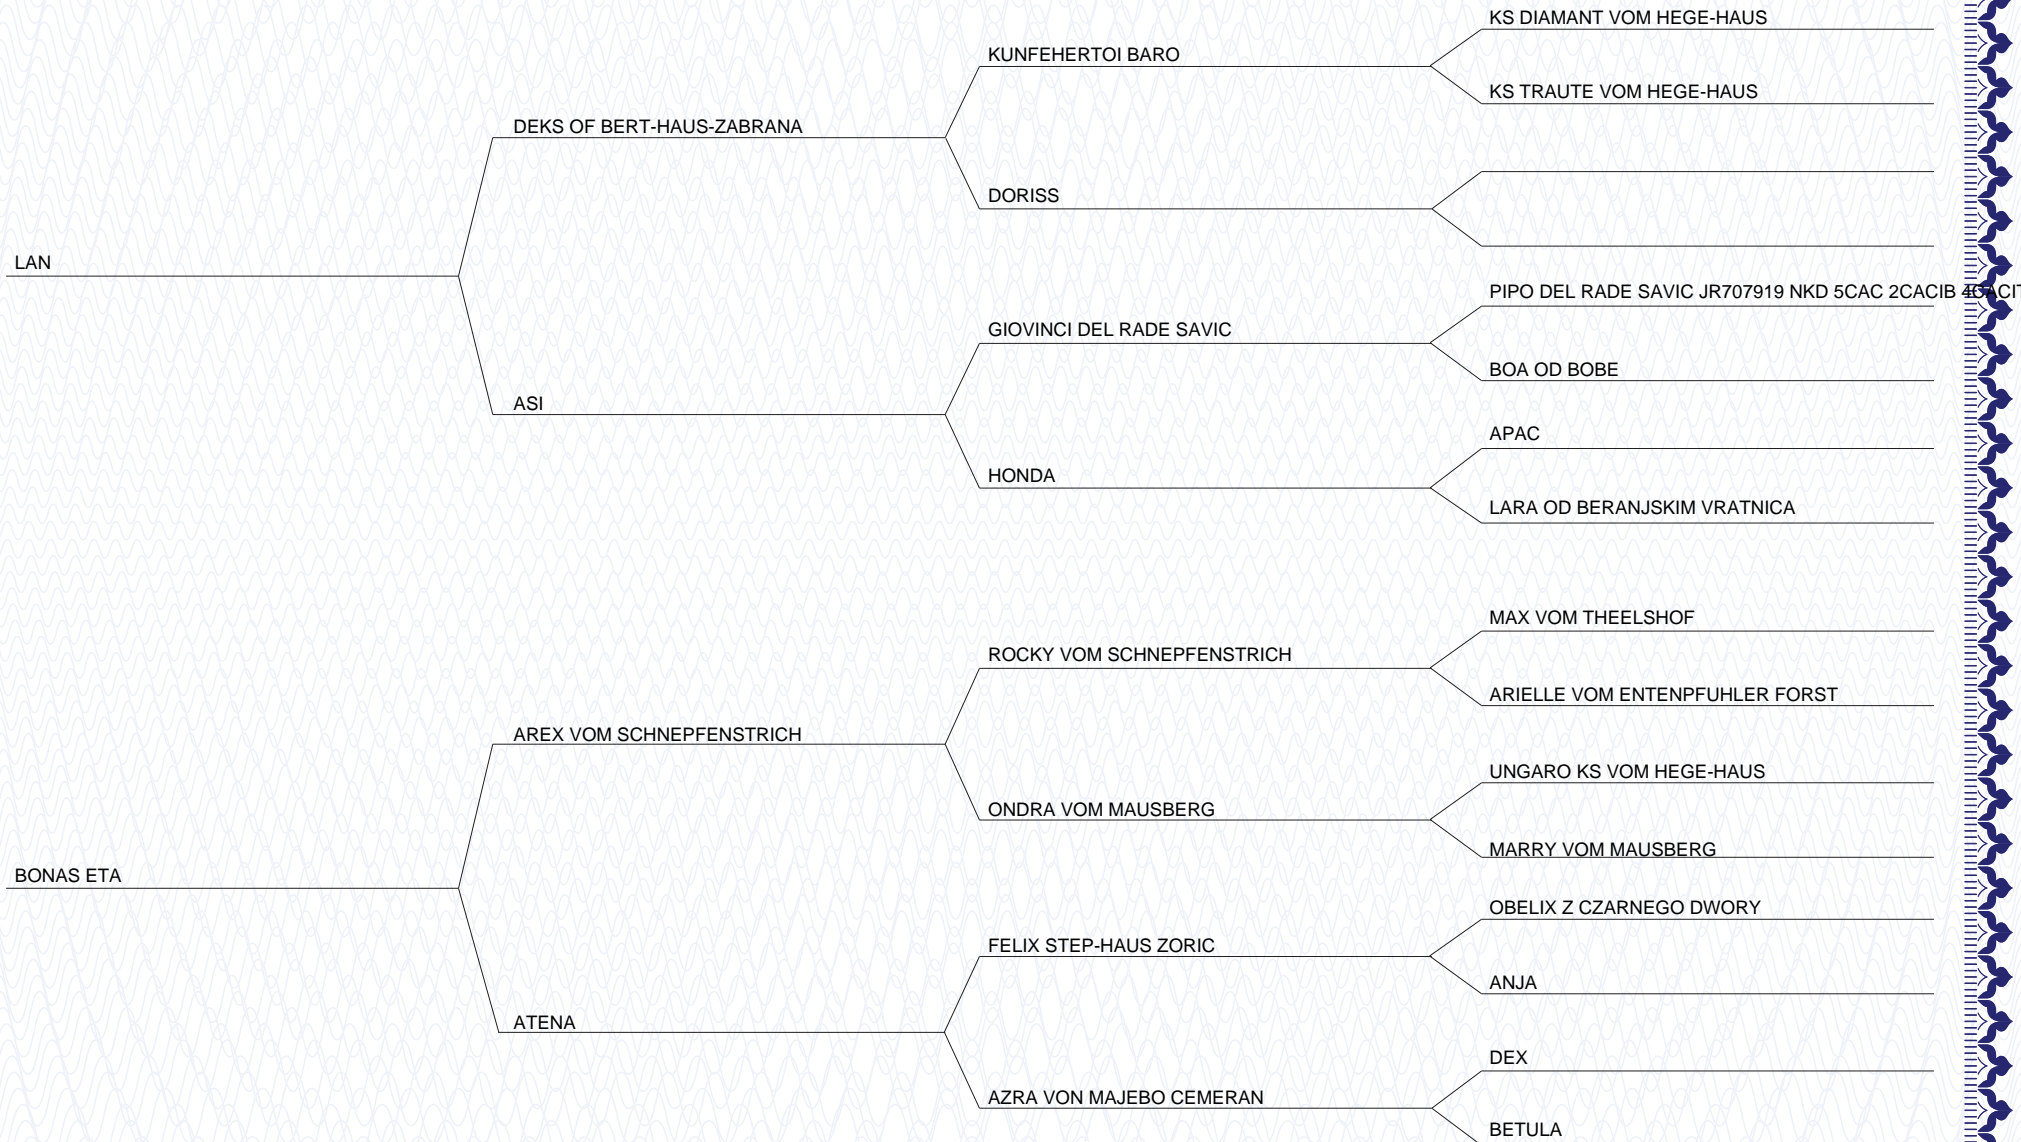 KS DIAMANT VOM HEGE-HAUS
KUNFEHERTOI BARO
KS TRAUTE VOM HEGE-HAUS
DEKS OF BERT-HAUS-ZABRANA
DORISS
LAN
PIPO DEL RADE SAVIC JR707919 NKD 5CAC 2CACIB 4CACIT
GIOVINCI DEL RADE SAVIC
BOA OD BOBE
ASI
APAC
HONDA
LARA OD BERANJSKIM VRATNICA
MAX VOM THEELSHOF
ROCKY VOM SCHNEPFENSTRICH
ARIELLE VOM ENTENPFUHLER FORST
AREX VOM SCHNEPFENSTRICH
UNGARO KS VOM HEGE-HAUS
ONDRA VOM MAUSBERG
MARRY VOM MAUSBERG
BONAS ETA
OBELIX Z CZARNEGO DWORY
FELIX STEP-HAUS ZORIC
ANJA
ATENA
DEX
AZRA VON MAJEBO CEMERAN
BETULA